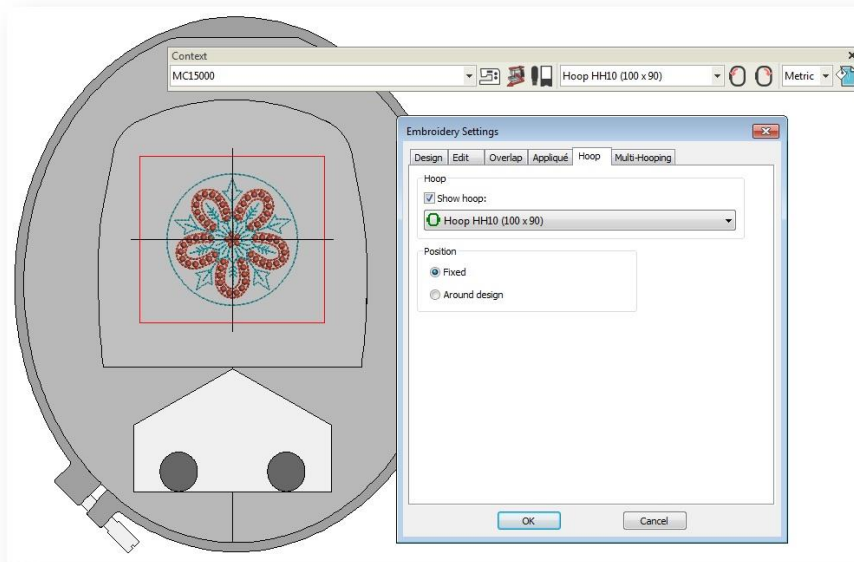 Context
MC15000 Hoop HH10 (100 x 90) Metric
Embroidery Settings
Design Edit Overlap Appliqué Hoop Multi-Hooping
Hoop
Show hoop:
Hoop HH10 (100 x 90)
Position
Fixed
Around design
OK Cancel